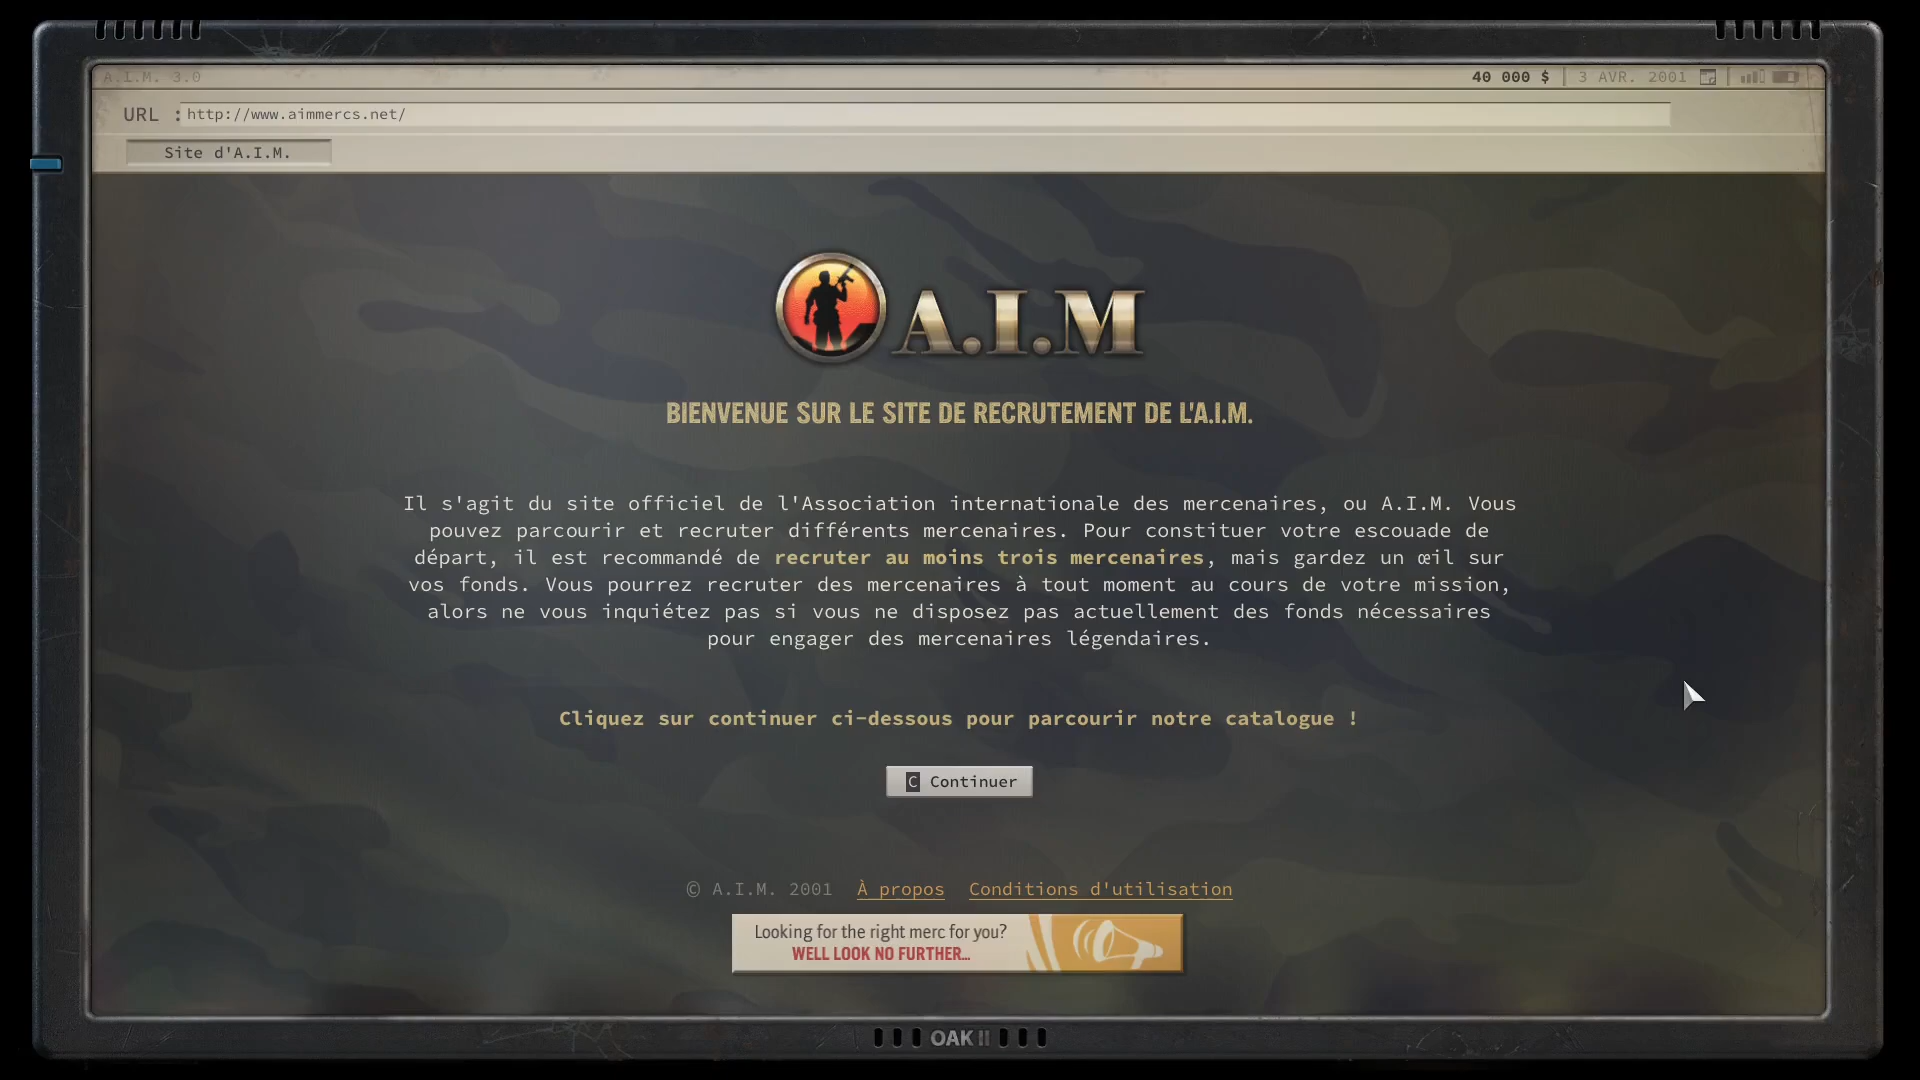 A.I.M. 3.0
40 000 $
3 AVR. 2001
URL : http://www.aimmercs.net/
Site d'A.I.M.
A.I.M
BIENVENUE SUR LE SITE DE RECRUTEMENT DE L'A.I.M.
Il s'agit du site officiel de l'Association internationale des mercenaires, ou A.I.M. Vous
pouvez parcourir et recruter différents mercenaires. Pour constituer votre escouade de
départ, il est recommandé de recruter au moins trois mercenaires, mais gardez un œil sur
vos fonds. Vous pourrez recruter des mercenaires à tout moment au cours de votre mission,
alors ne vous inquiétez pas si vous ne disposez pas actuellement des fonds nécessaires
pour engager des mercenaires légendaires.
Cliquez sur continuer ci-dessous pour parcourir notre catalogue !
C Continuer
© A.I.M. 2001 À propos Conditions d'utilisation
Looking for the right merc for you?
WELL LOOK NO FURTHER...
OAK II